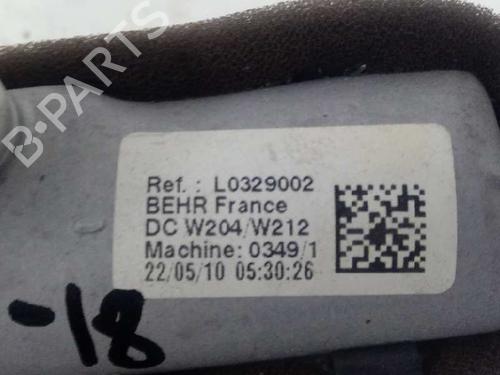 B-PARTS
Ref. : L0329002
BEHR France
DC W204/W212
Machine: 0349/1
22/05/10 05:30:26
-18